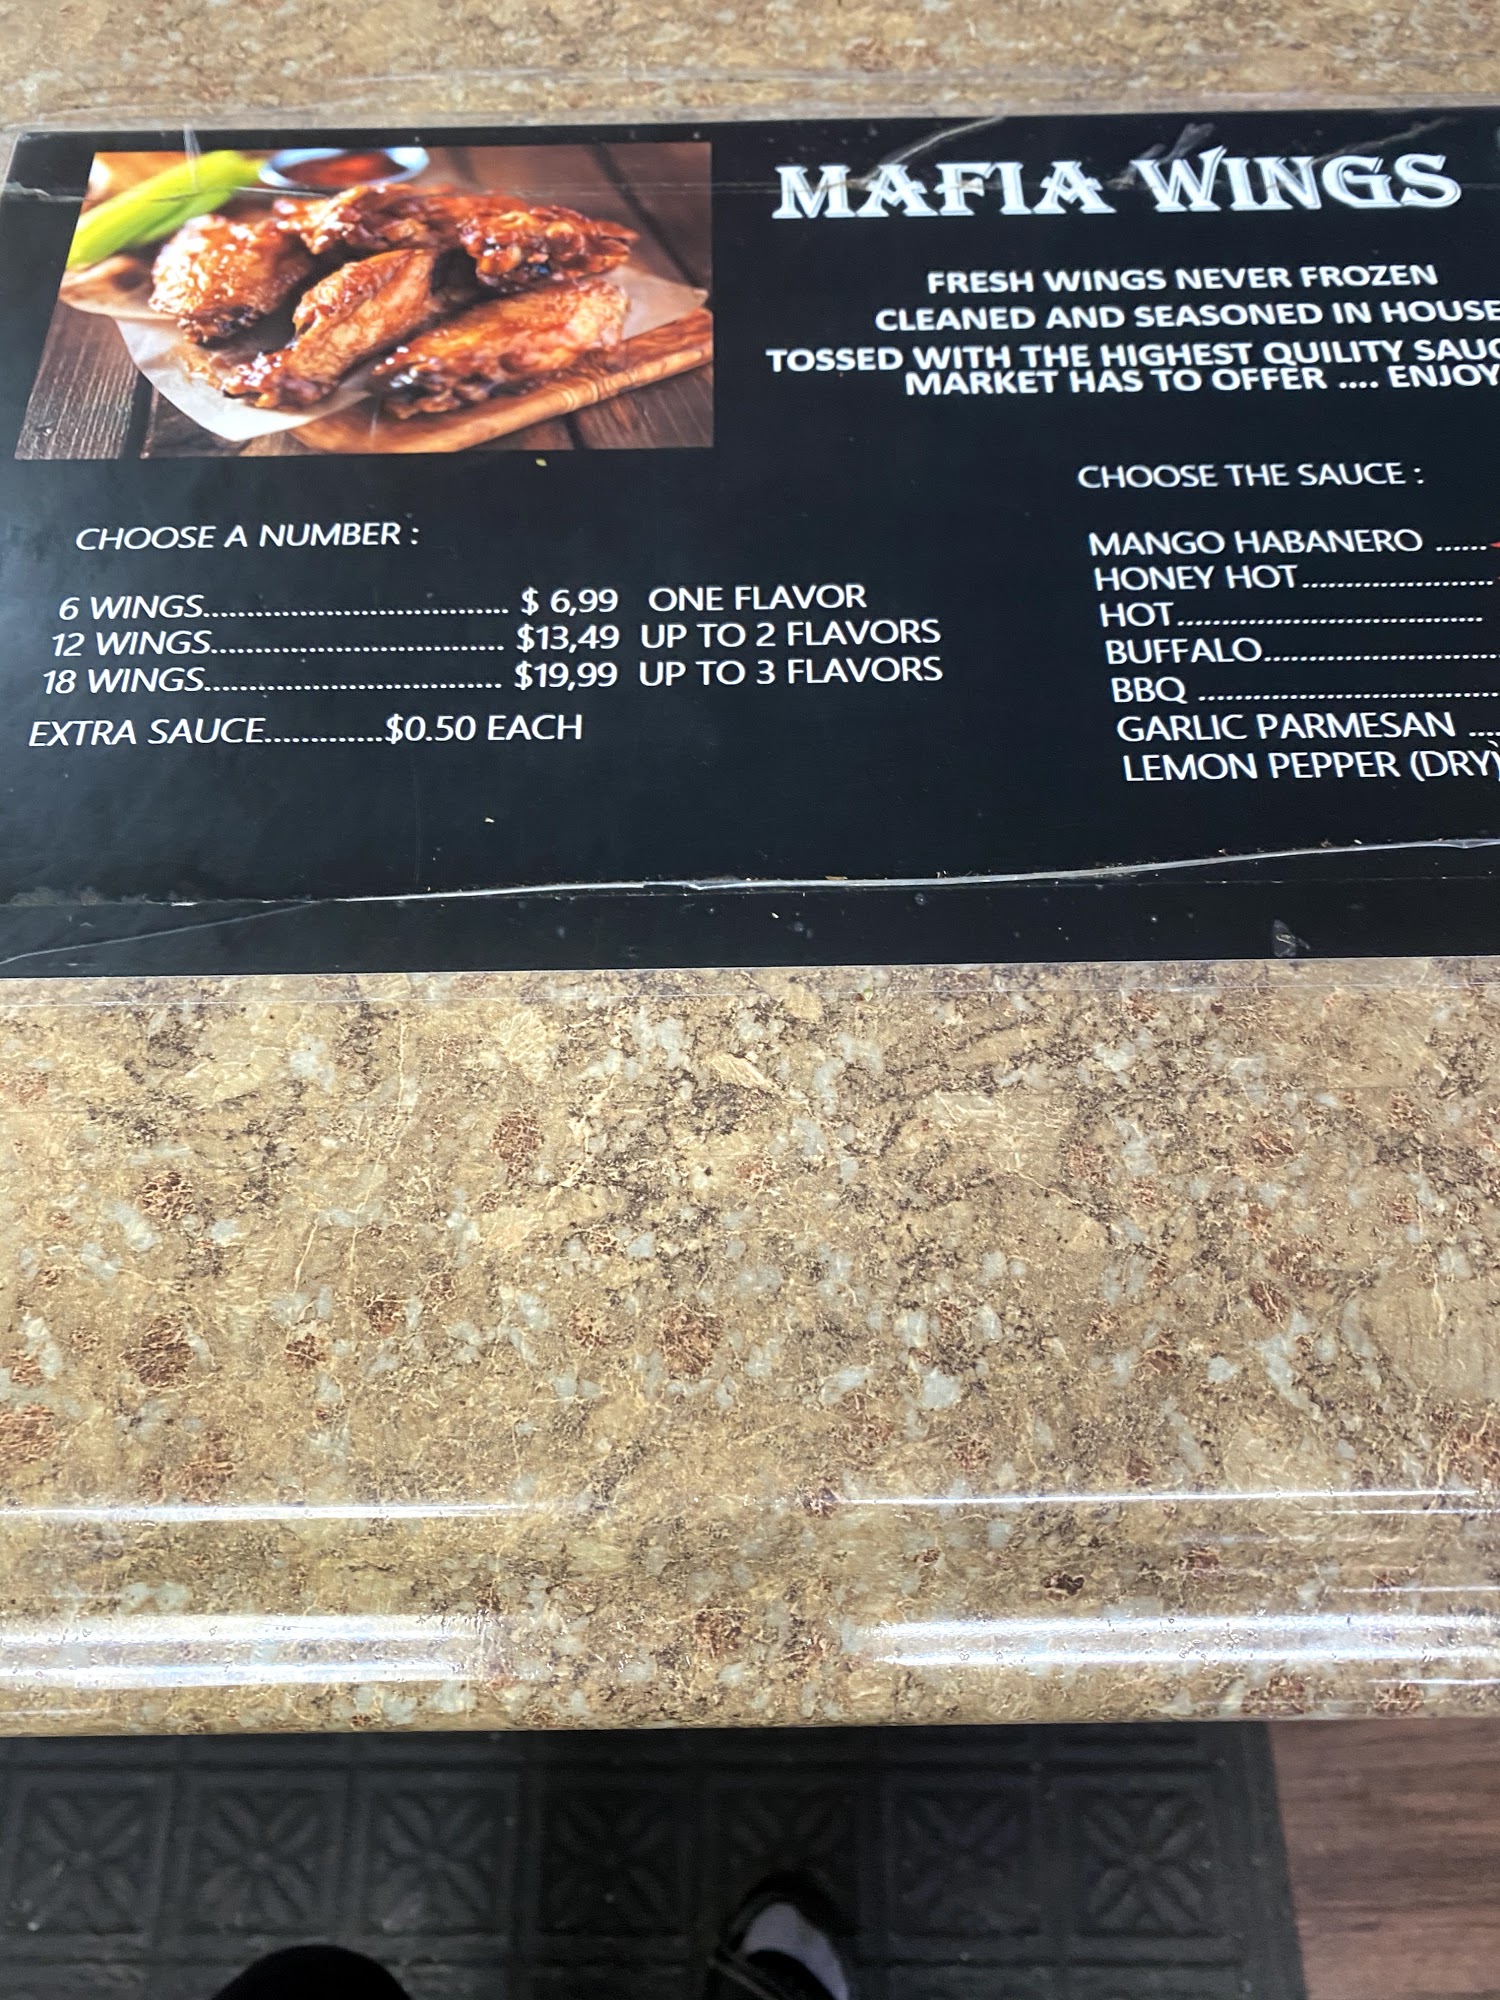 MAFIA WINGS
FRESH WINGS NEVER FROZEN
CLEANED AND SEASONED IN HOUSE
TOSSED WITH THE HIGHEST QUILITY
MARKET HAS TO OFFER .... ENJOY
CHOOSE A NUMBER :
6 WINGS.................................. $ 6,99 ONE FLAVOR
12 WINGS................................. $13,49 UP TO 2 FLAVORS
18 WINGS................................. $19,99 UP TO 3 FLAVORS
EXTRA SAUCE.............$0.50 EACH
CHOOSE THE SAUCE :
MANGO HABANERO ......
HONEY HOT.....................
HOT..................................
BUFFALO..........................
BBQ .................................
GARLIC PARMESAN ....
LEMON PEPPER (DRY)